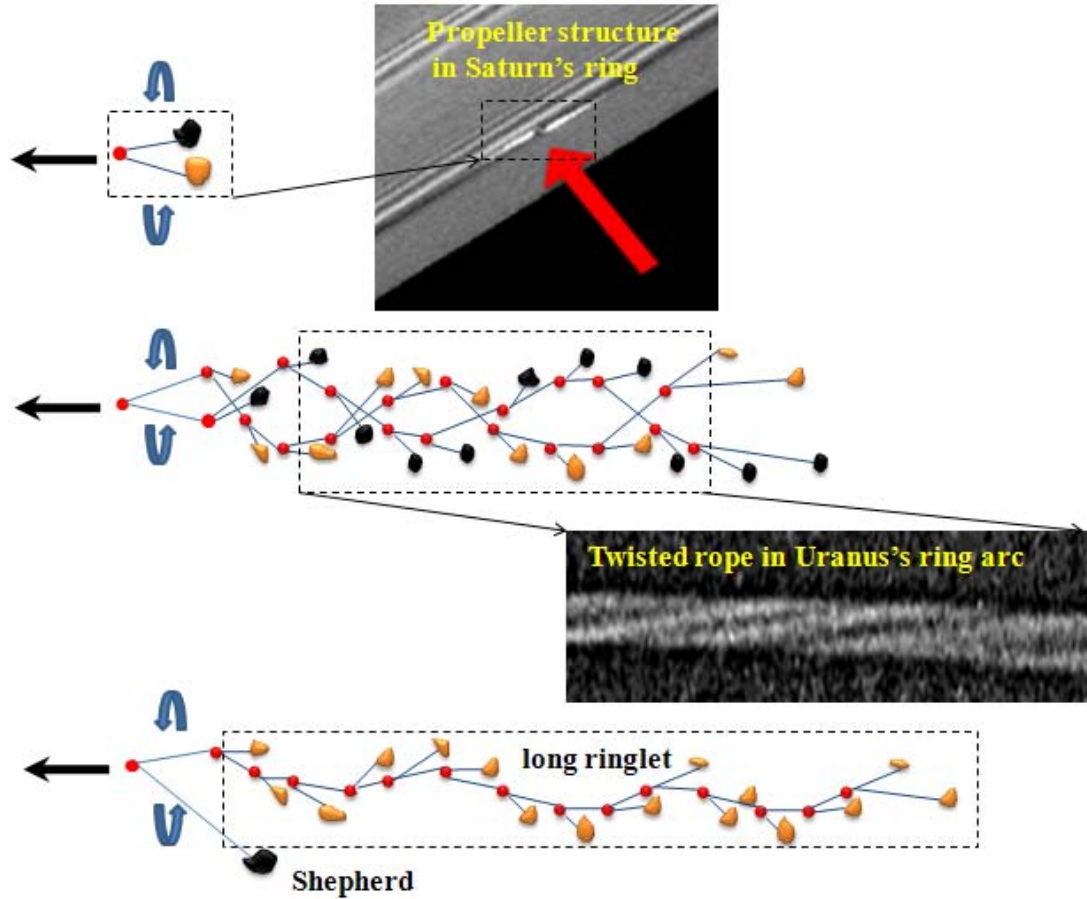 Propeller structure
in Saturn's ring
Twisted rope in Uranus's ring arc
long ringlet
Shepherd